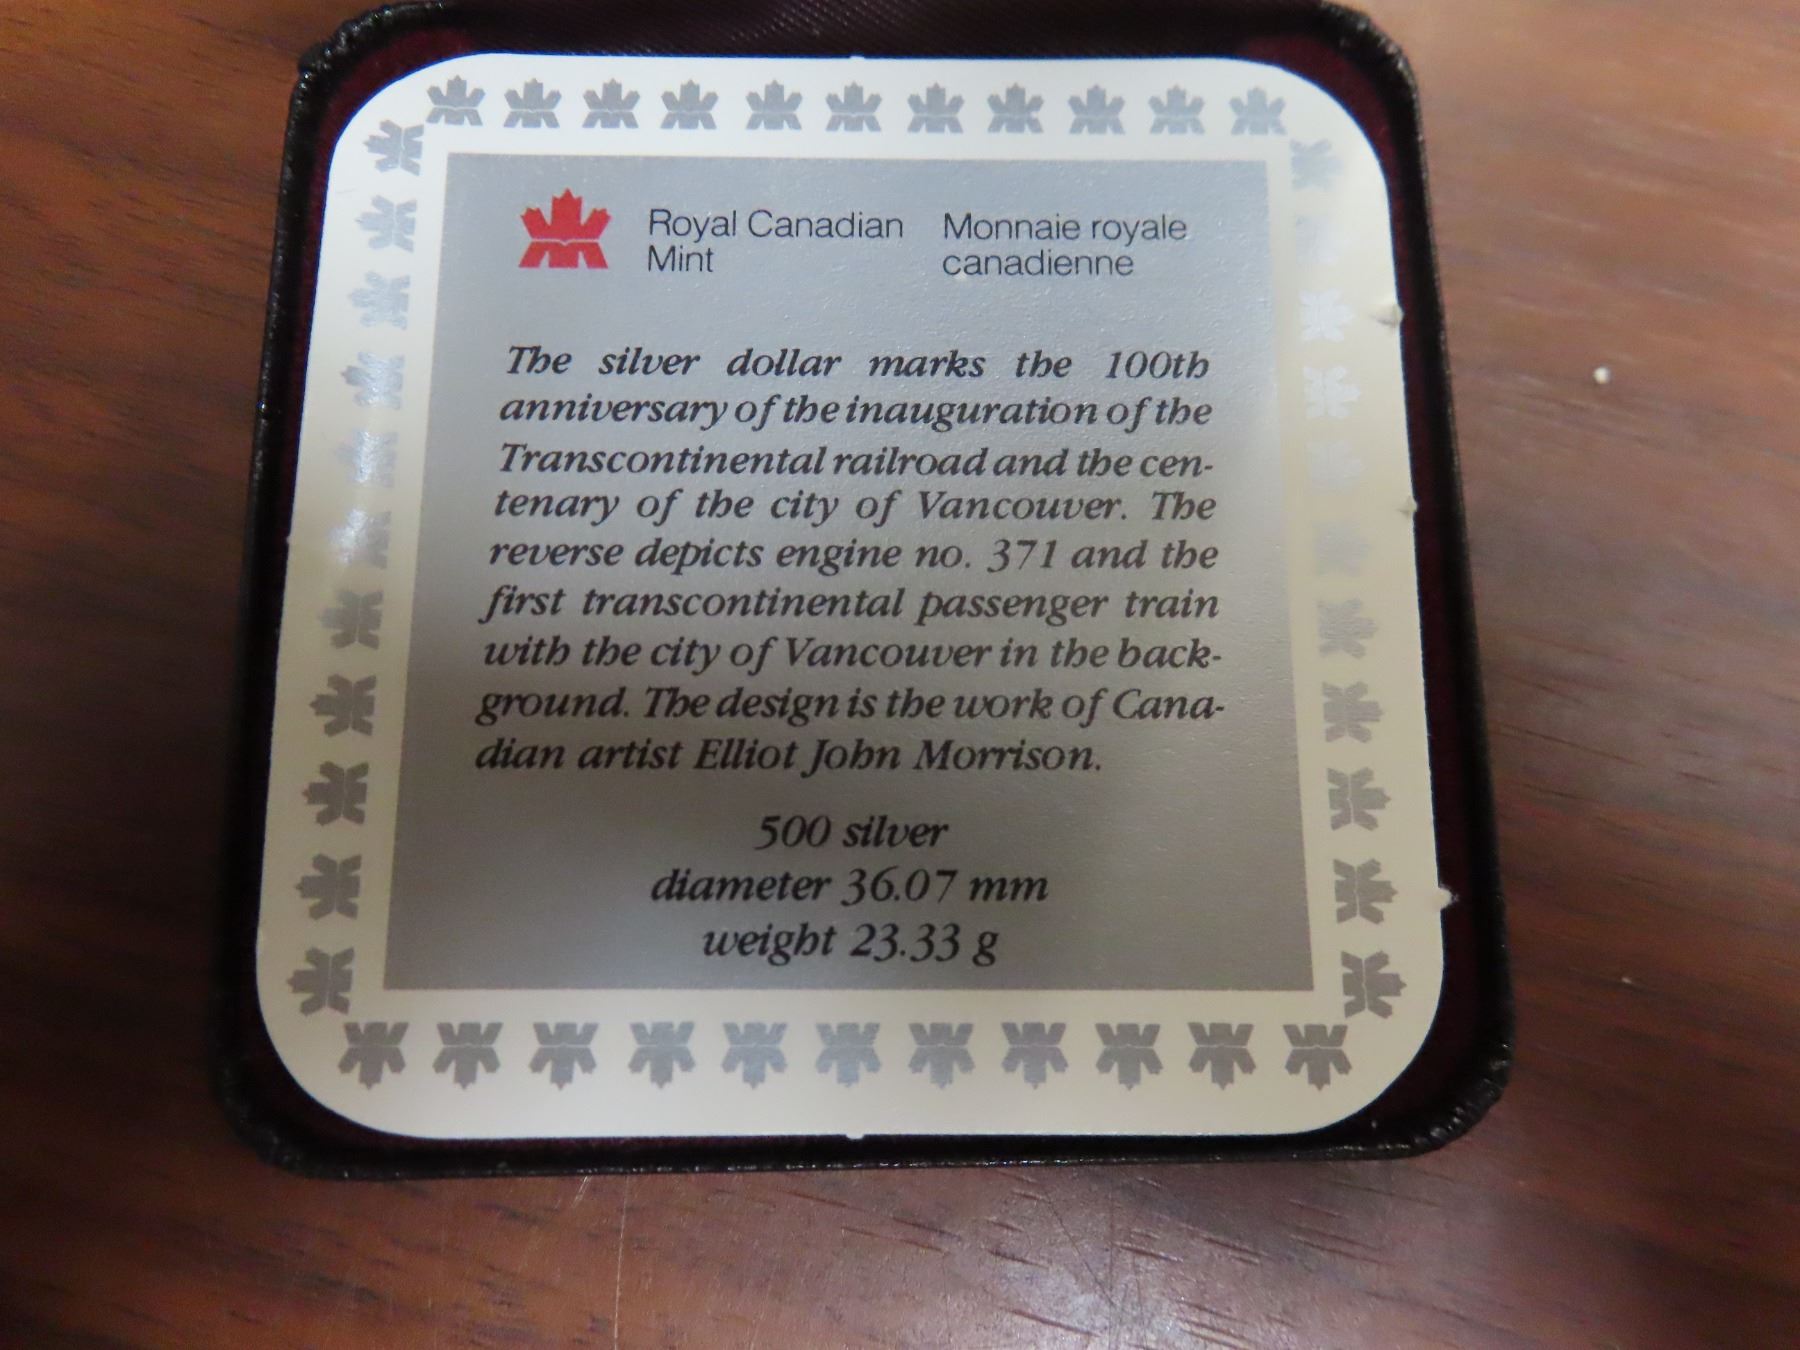 Royal Canadian Mint
Monnaie royale canadienne
The silver dollar marks the 100th
anniversary of the inauguration of the
Transcontinental railroad and the cen-
tenary of the city of Vancouver. The
reverse depicts engine no. 371 and the
first transcontinental passenger train
with the city of Vancouver in the back-
ground. The design is the work of Cana-
dian artist Elliot John Morrison.
500 silver
diameter 36.07 mm
weight 23.33 g